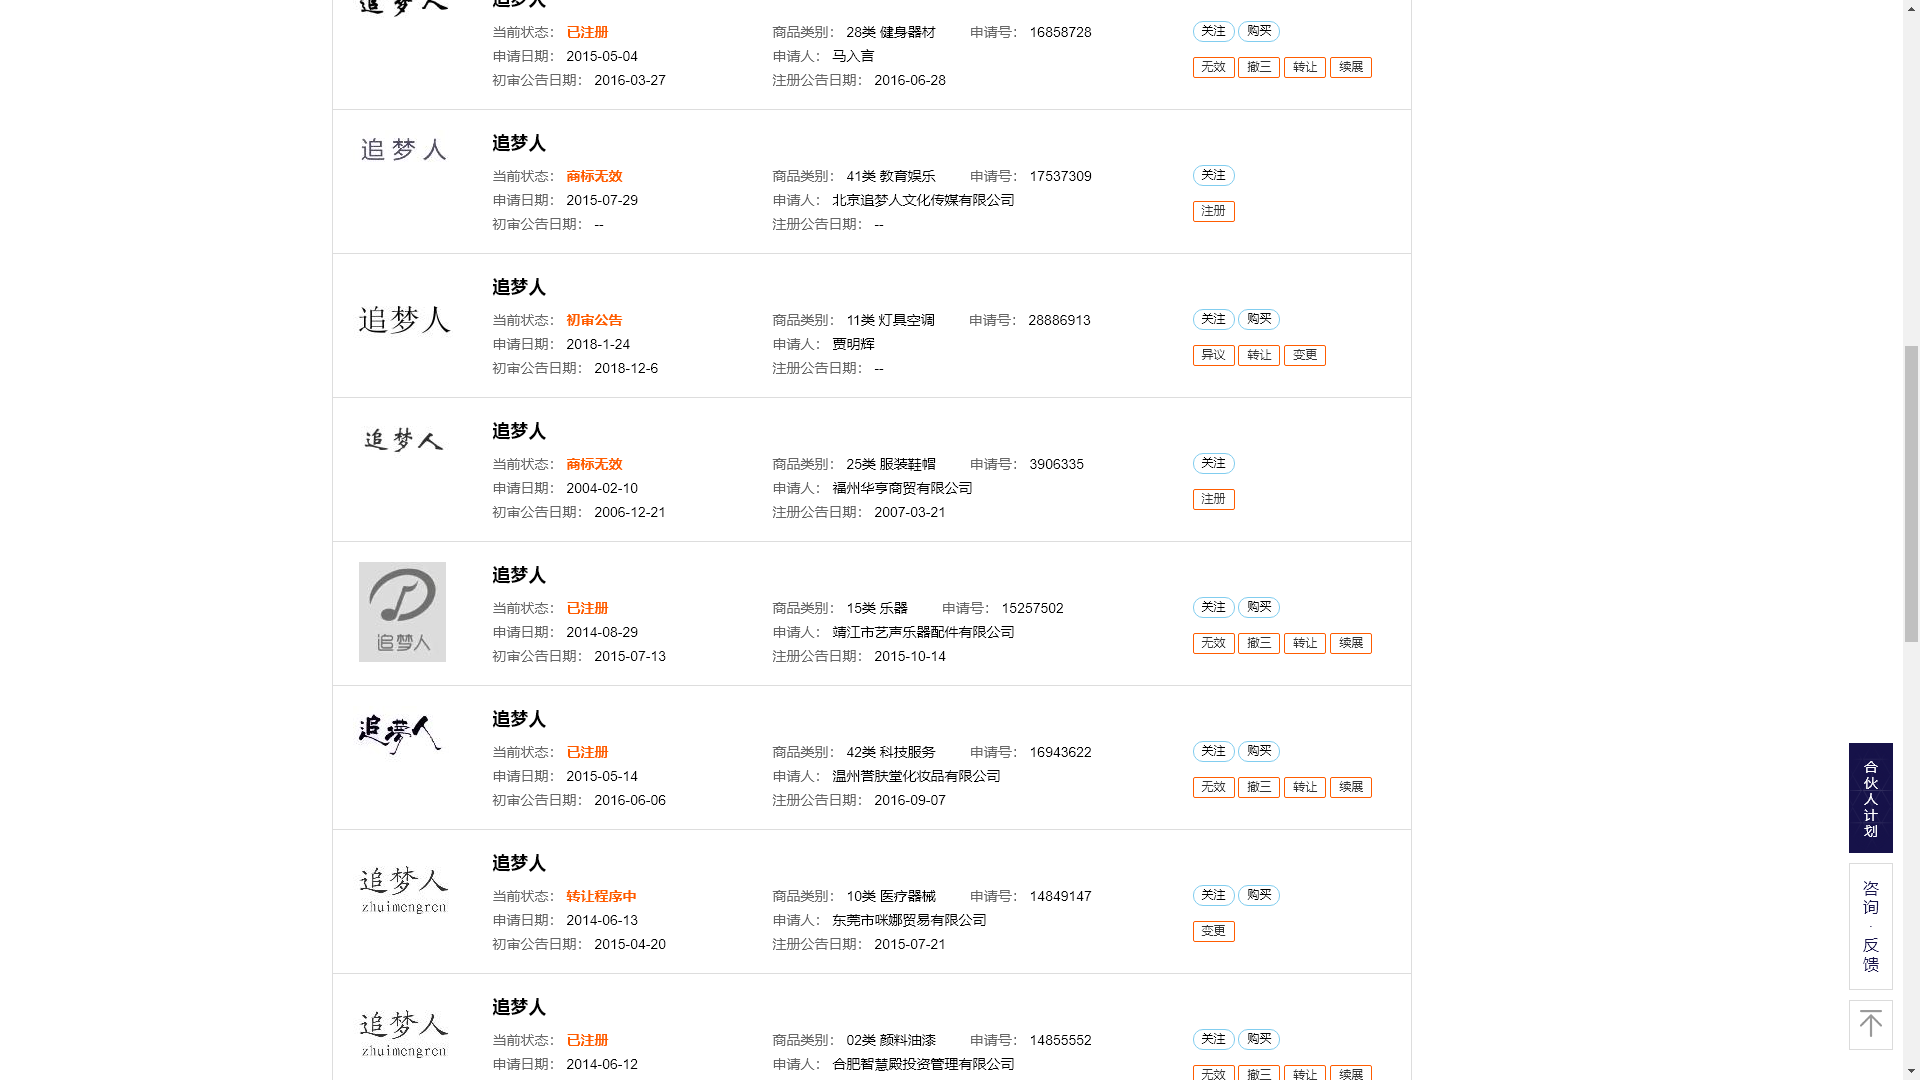 追梦人
追梦人
当前状态： 已注册 商品类别： 28类 健身器材 申请号： 16858728 关注 购买
申请日期： 2015-05-04 申请人： 马入言 无效 撤三 转让 续展
初审公告日期： 2016-03-27 注册公告日期： 2016-06-28
追梦人
追梦人
当前状态： 商标无效 商品类别： 41类 教育娱乐 申请号： 17537309 关注
申请日期： 2015-07-29 申请人： 北京追梦人文化传媒有限公司 注册
初审公告日期： -- 注册公告日期： --
追梦人
追梦人
当前状态： 初审公告 商品类别： 11类 灯具空调 申请号： 28886913 关注 购买
申请日期： 2018-1-24 申请人： 贾明辉 异议 转让 变更
初审公告日期： 2018-12-6 注册公告日期： --
追梦人
追梦人
当前状态： 商标无效 商品类别： 25类 服装鞋帽 申请号： 3906335 关注
申请日期： 2004-02-10 申请人： 福州华亨商贸有限公司 注册
初审公告日期： 2006-12-21 注册公告日期： 2007-03-21
追梦人
追梦人
当前状态： 已注册 商品类别： 15类 乐器 申请号： 15257502 关注 购买
申请日期： 2014-08-29 申请人： 靖江市艺声乐器配件有限公司 无效 撤三 转让 续展
初审公告日期： 2015-07-13 注册公告日期： 2015-10-14
追夢人
追梦人
当前状态： 已注册 商品类别： 42类 科技服务 申请号： 16943622 关注 购买
申请日期： 2015-05-14 申请人： 温州誉肤堂化妆品有限公司 无效 撤三 转让 续展
初审公告日期： 2016-06-06 注册公告日期： 2016-09-07
追梦人
zhuimengren
追梦人
当前状态： 转让程序中 商品类别： 10类 医疗器械 申请号： 14849147 关注 购买
申请日期： 2014-06-13 申请人： 东莞市咪娜贸易有限公司 变更
初审公告日期： 2015-04-20 注册公告日期： 2015-07-21
追梦人
zhuimengren
追梦人
当前状态： 已注册 商品类别： 02类 颜料油漆 申请号： 14855552 关注 购买
申请日期： 2014-06-12 申请人： 合肥智慧殿投资管理有限公司 无效 撤三 转让 续展
合伙人计划
咨询·反馈